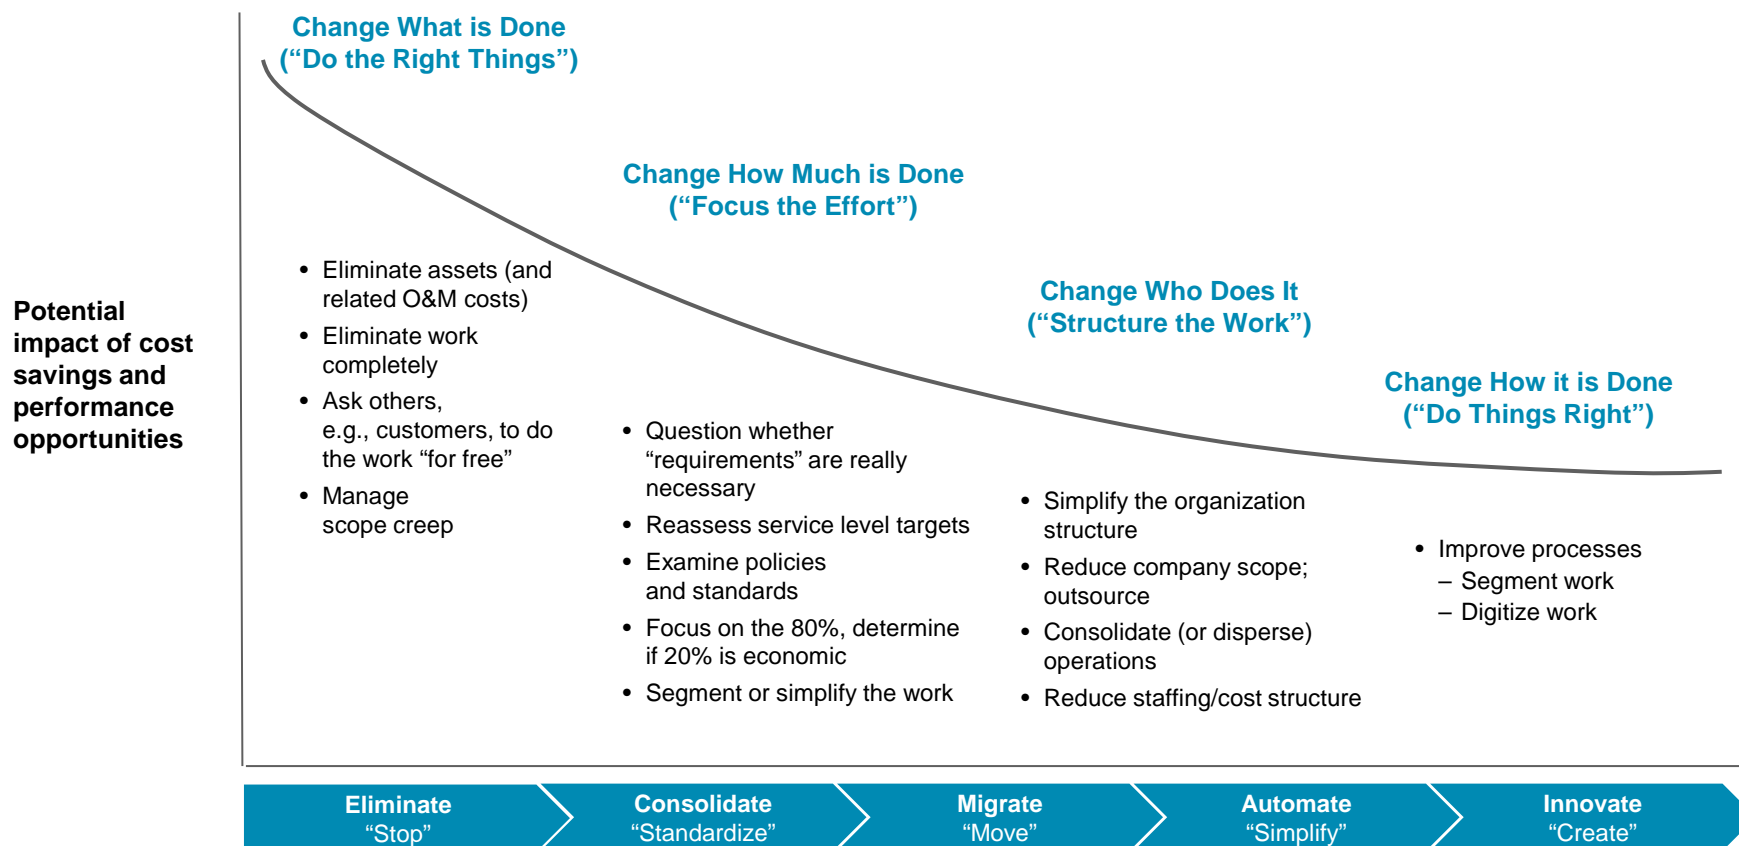 Potential
impact of cost
savings and
performance
opportunities
Change What is Done
(“Do the Right Things”)
• Eliminate assets (and
related O&M costs)
• Eliminate work
completely
• Ask others,
e.g., customers, to do
the work “for free”
• Manage
scope creep
Change How Much is Done
(“Focus the Effort”)
• Question whether
“requirements” are really
necessary
• Reassess service level targets
• Examine policies
and standards
• Focus on the 80%, determine
if 20% is economic
• Segment or simplify the work
Change Who Does It
(“Structure the Work”)
• Simplify the organization
structure
• Reduce company scope;
outsource
• Consolidate (or disperse)
operations
• Reduce staffing/cost structure
Change How it is Done
(“Do Things Right”)
• Improve processes
– Segment work
– Digitize work
Eliminate
“Stop”
Consolidate
“Standardize”
Migrate
“Move”
Automate
“Simplify”
Innovate
“Create”